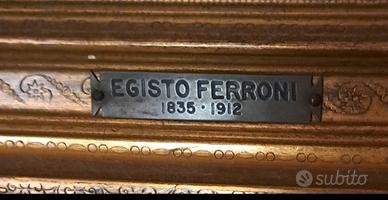 EGISTO FERRONI
1835 • 1912
subito